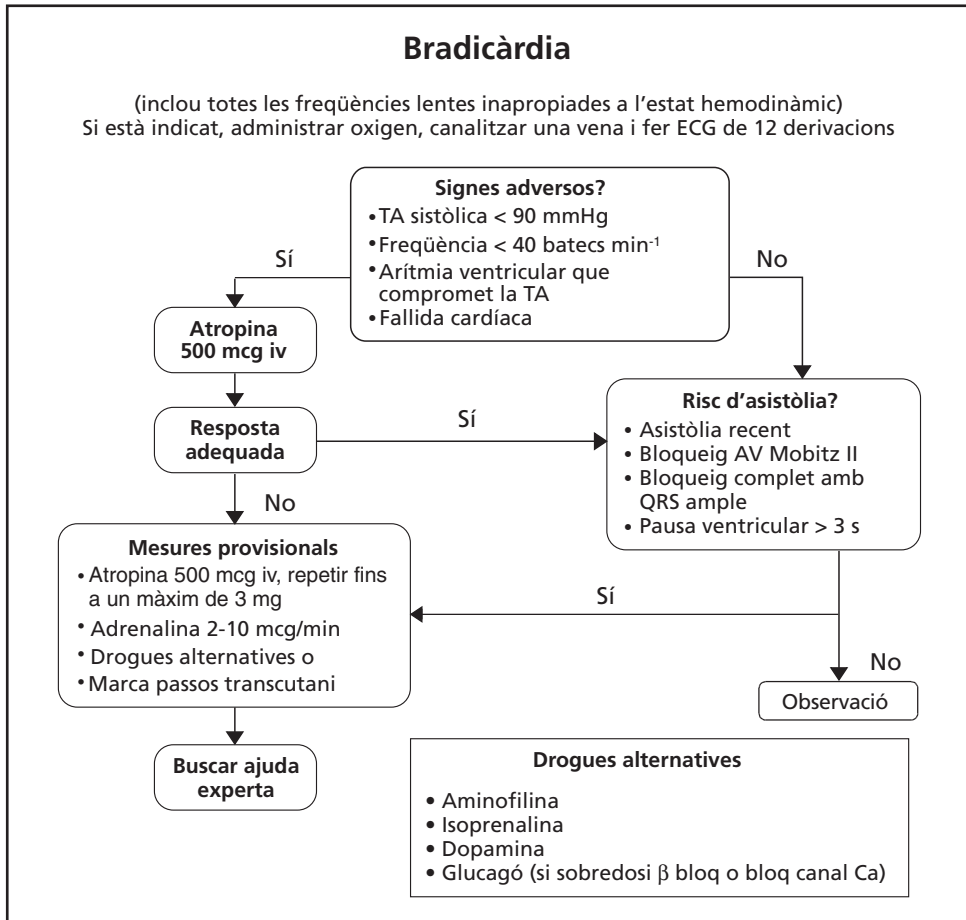 Bradicàrdia
(inclou totes les freqüències lentes inapropiades a l'estat hemodinàmic)
Si està indicat, administrar oxigen, canalitzar una vena i fer ECG de 12 derivacions
Signes adversos?
• TA sistòlica < 90 mmHg
• Freqüència < 40 batecs min⁻¹
• Arítmia ventricular que
compromet la TA
• Fallida cardíaca
Sí
No
Atropina
500 mcg iv
Resposta
adequada
Sí
Risc d'asistòlia?
• Asistòlia recent
• Bloqueig AV Mobitz II
• Bloqueig complet amb
QRS ample
• Pausa ventricular > 3 s
No
Mesures provisionals
• Atropina 500 mcg iv, repetir fins
a un màxim de 3 mg
• Adrenalina 2-10 mcg/min
• Drogues alternatives o
• Marca passos transcutani
Sí
No
Observació
Buscar ajuda
experta
Drogues alternatives
• Aminofilina
• Isoprenalina
• Dopamina
• Glucagó (si sobredosi β bloq o bloq canal Ca)